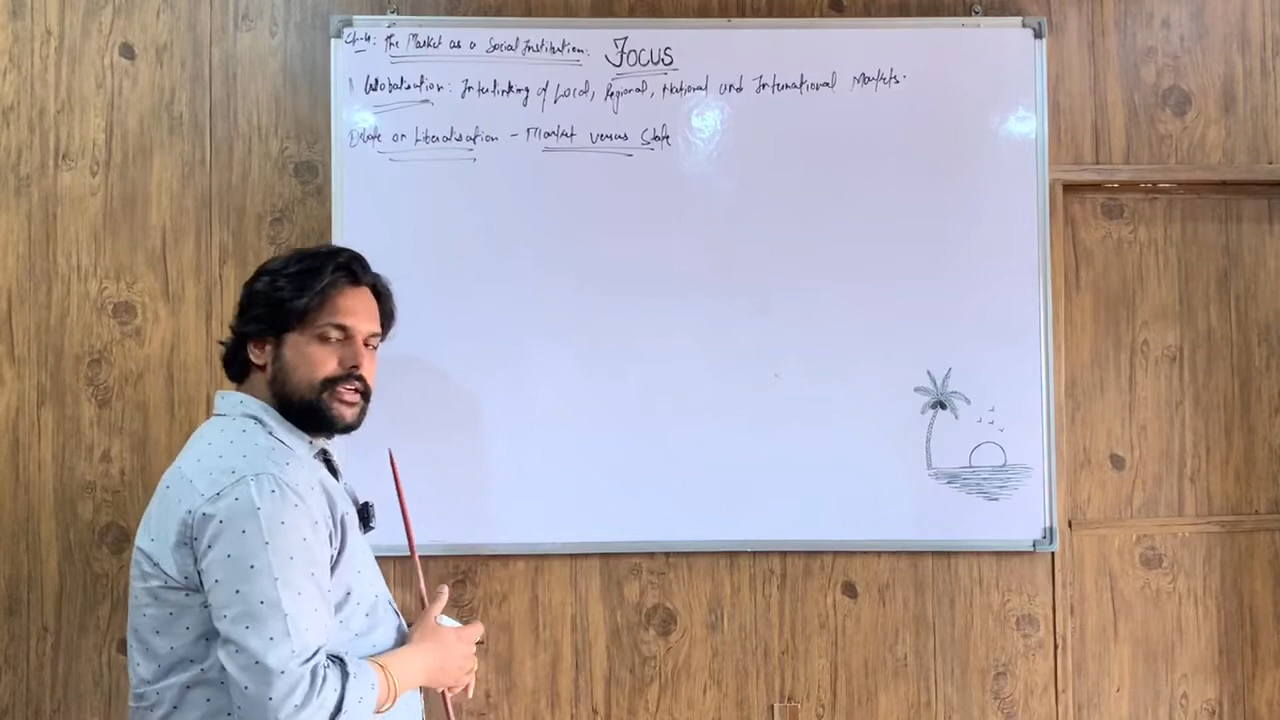 Ch-4: The Market as a Social Institution: FOCUS
Globalisation: Interlinking of Local, Regional, National and International Markets.
Debate on Liberalisation - Market versus State